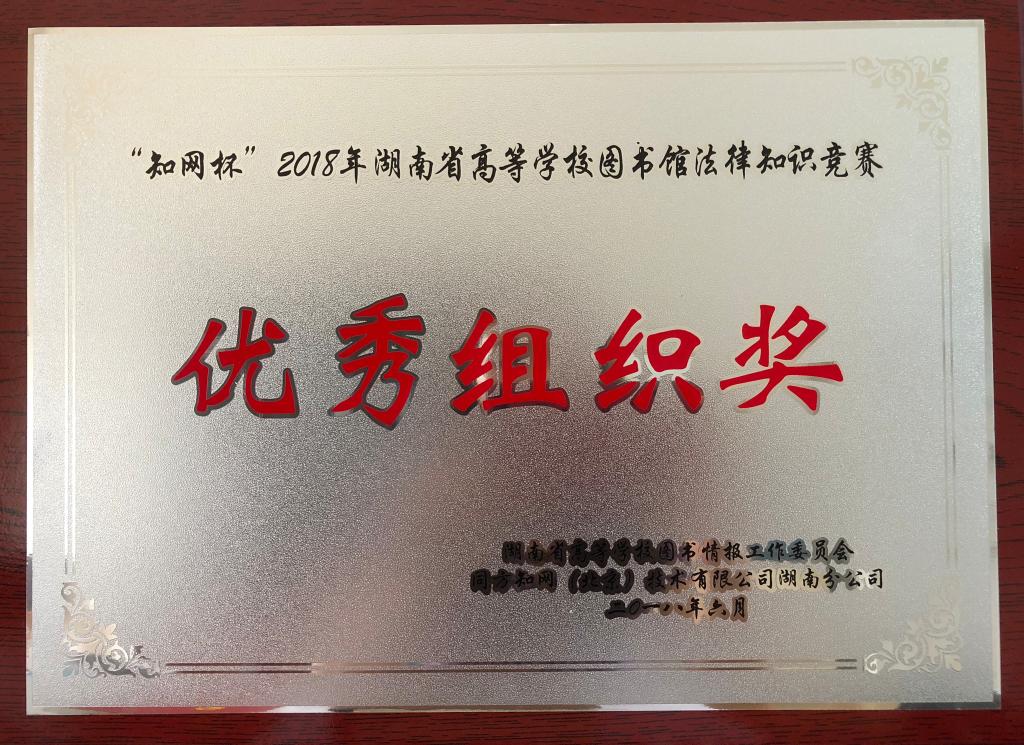 “知网杯”2018年湖南省高等学校图书馆法律知识竞赛
优秀组织奖
湖南省高等学校图书情报工作委员会
同方知网（北京）技术有限公司湖南分公司
二〇一八年六月